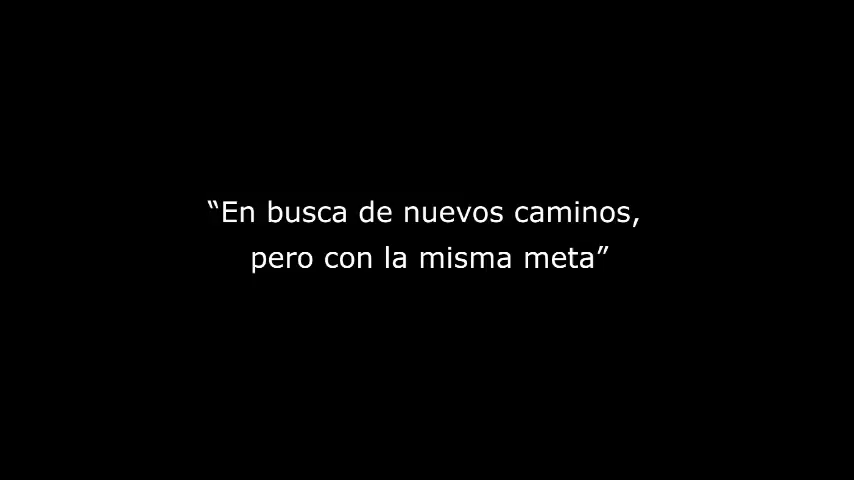 “En busca de nuevos caminos,
pero con la misma meta”